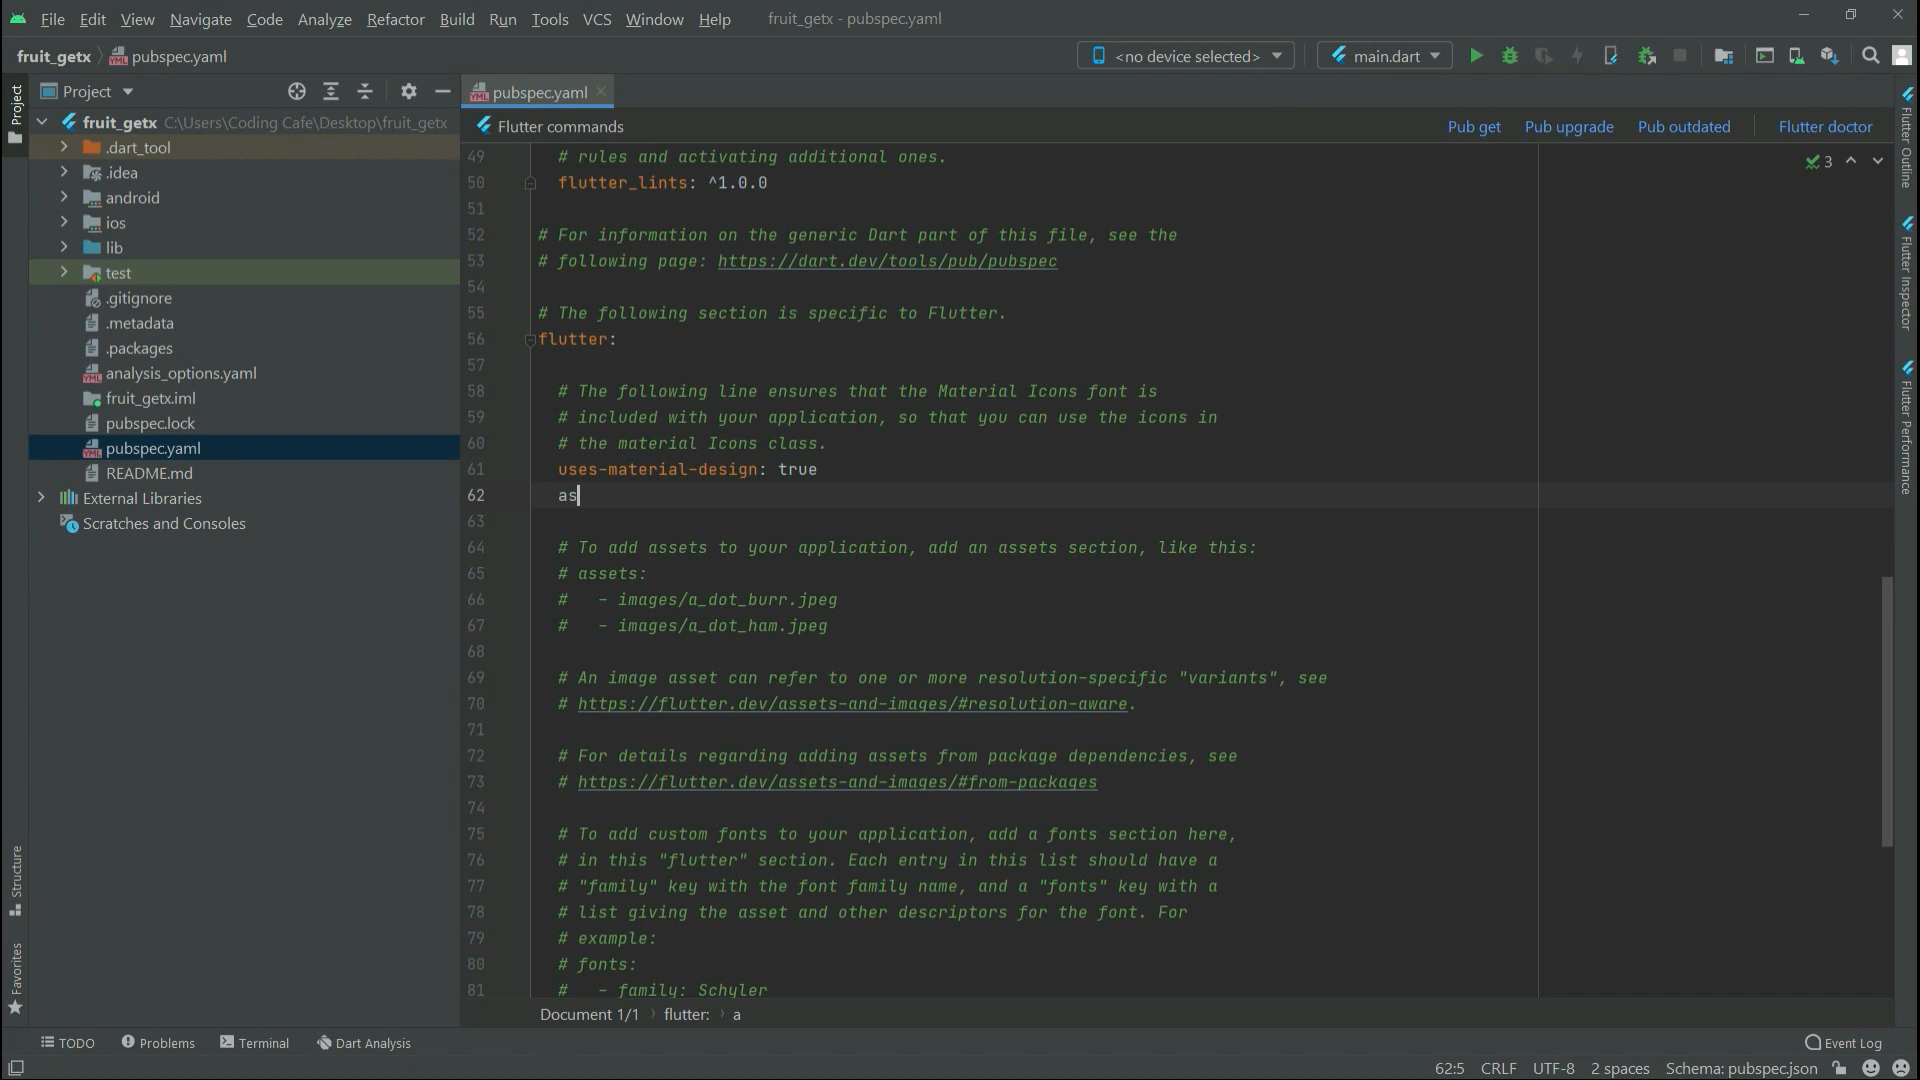 File Edit View Navigate Code Analyze Refactor Build Run Tools VCS Window Help fruit_getx - pubspec.yaml
fruit_getx pubspec.yaml <no device selected> main.dart
Project
Project
pubspec.yaml
fruit_getx C:\Users\Coding Cafe\Desktop\fruit_getx
.dart_tool
.idea
android
ios
lib
test
.gitignore
.metadata
.packages
analysis_options.yaml
fruit_getx.iml
pubspec.lock
pubspec.yaml
README.md
External Libraries
Scratches and Consoles
Structure
Favorites
Flutter commands Pub get Pub upgrade Pub outdated Flutter doctor
3
49 # rules and activating additional ones.
50 flutter_lints: ^1.0.0
51
52 # For information on the generic Dart part of this file, see the
53 # following page: https://dart.dev/tools/pub/pubspec
54
55 # The following section is specific to Flutter.
56 flutter:
57
58 # The following line ensures that the Material Icons font is
59 # included with your application, so that you can use the icons in
60 # the material Icons class.
61 uses-material-design: true
62 as
63
64 # To add assets to your application, add an assets section, like this:
65 # assets:
66 #   - images/a_dot_burr.jpeg
67 #   - images/a_dot_ham.jpeg
68
69 # An image asset can refer to one or more resolution-specific "variants", see
70 # https://flutter.dev/assets-and-images/#resolution-aware.
71
72 # For details regarding adding assets from package dependencies, see
73 # https://flutter.dev/assets-and-images/#from-packages
74
75 # To add custom fonts to your application, add a fonts section here,
76 # in this "flutter" section. Each entry in this list should have a
77 # "family" key with the font family name, and a "fonts" key with a
78 # list giving the asset and other descriptors for the font. For
79 # example:
80 # fonts:
81 #   - family: Schyler
Document 1/1 flutter: a
Flutter Outline
Flutter Inspector
Flutter Performance
TODO Problems Terminal Dart Analysis Event Log
62:5 CRLF UTF-8 2 spaces Schema: pubspec.json